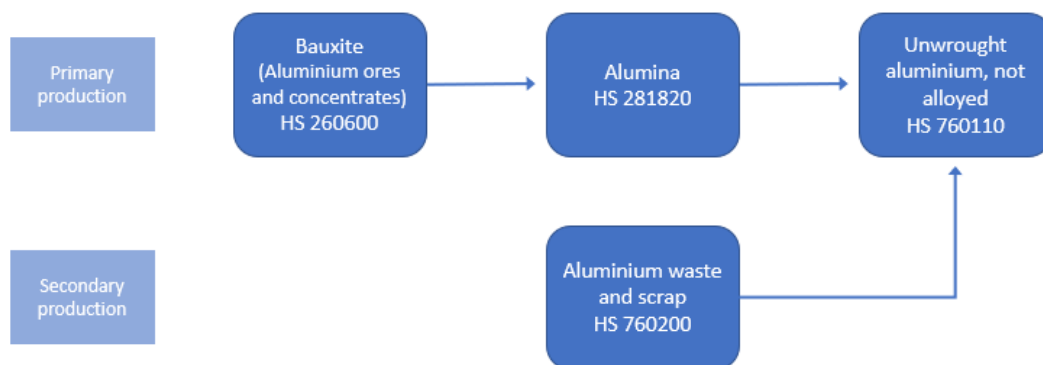 Primary
production
Bauxite
(Aluminium ores
and concentrates)
HS 260600
Alumina
HS 281820
Unwrought
aluminium, not
alloyed
HS 760110
Secondary
production
Aluminium waste
and scrap
HS 760200